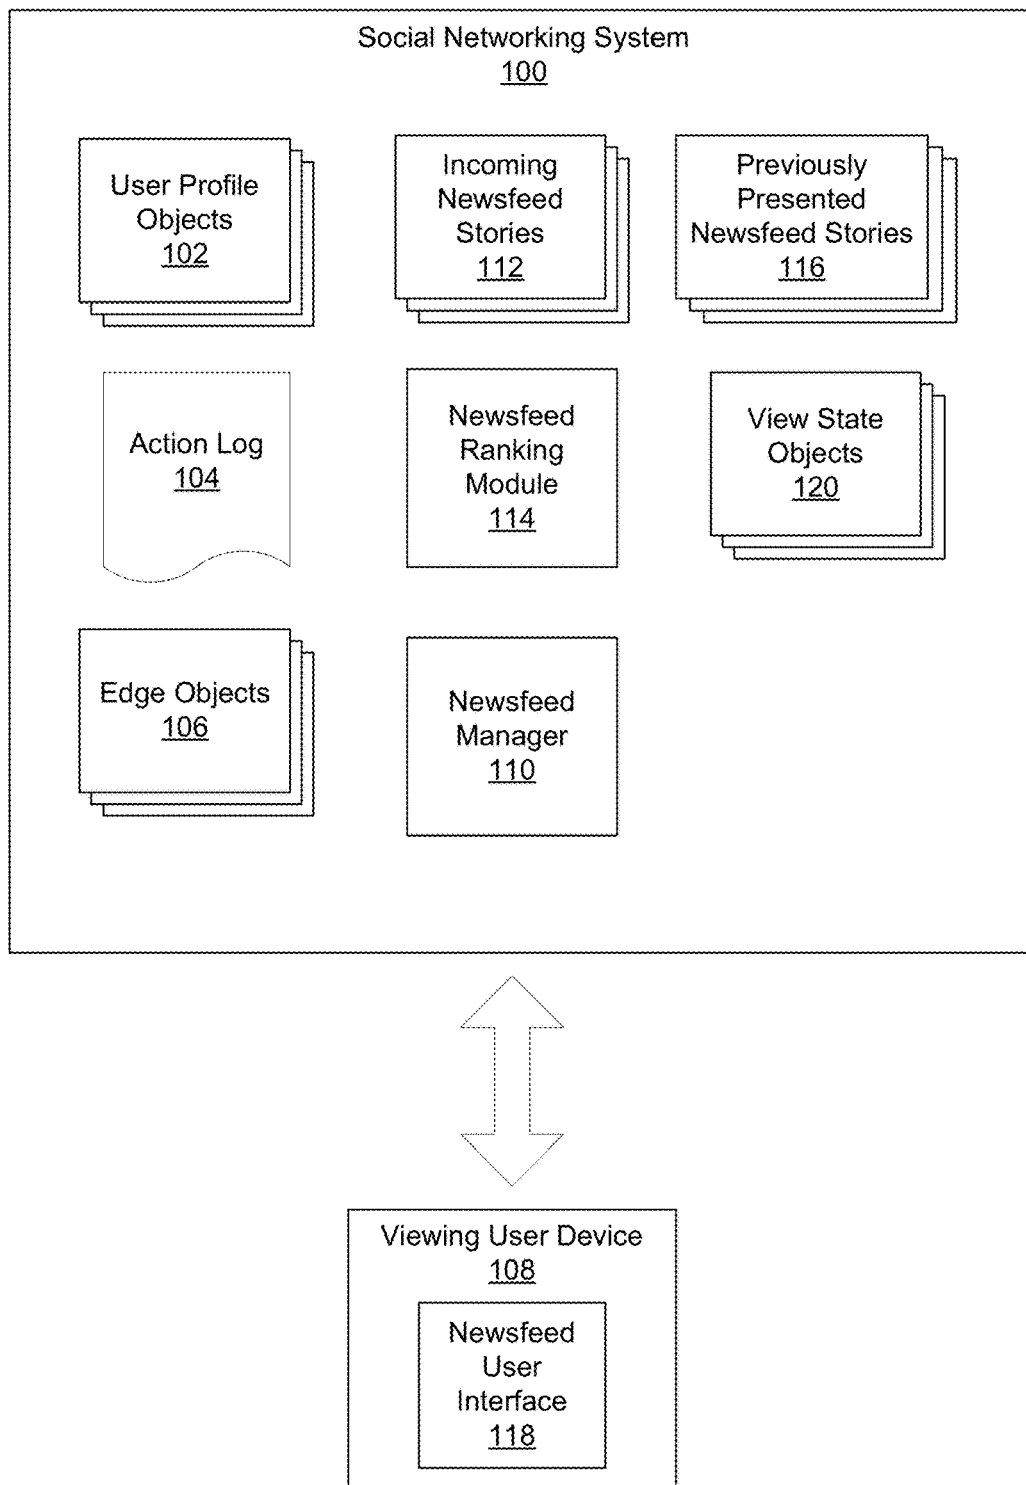 Social Networking System
100
User Profile
Objects
102
Incoming
Newsfeed
Stories
112
Previously
Presented
Newsfeed Stories
116
Action Log
104
Newsfeed
Ranking
Module
114
View State
Objects
120
Edge Objects
106
Newsfeed
Manager
110
Viewing User Device
108
Newsfeed
User
Interface
118